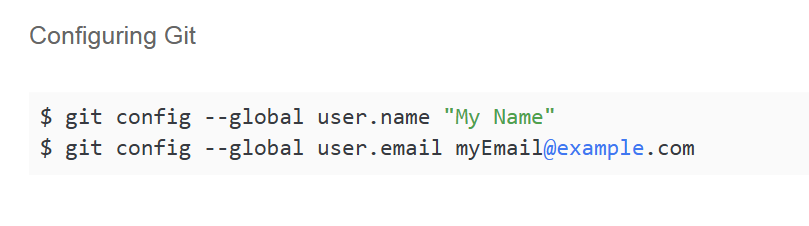 Configuring Git
$ git config --global user.name "My Name"
$ git config --global user.email myEmail@example.com